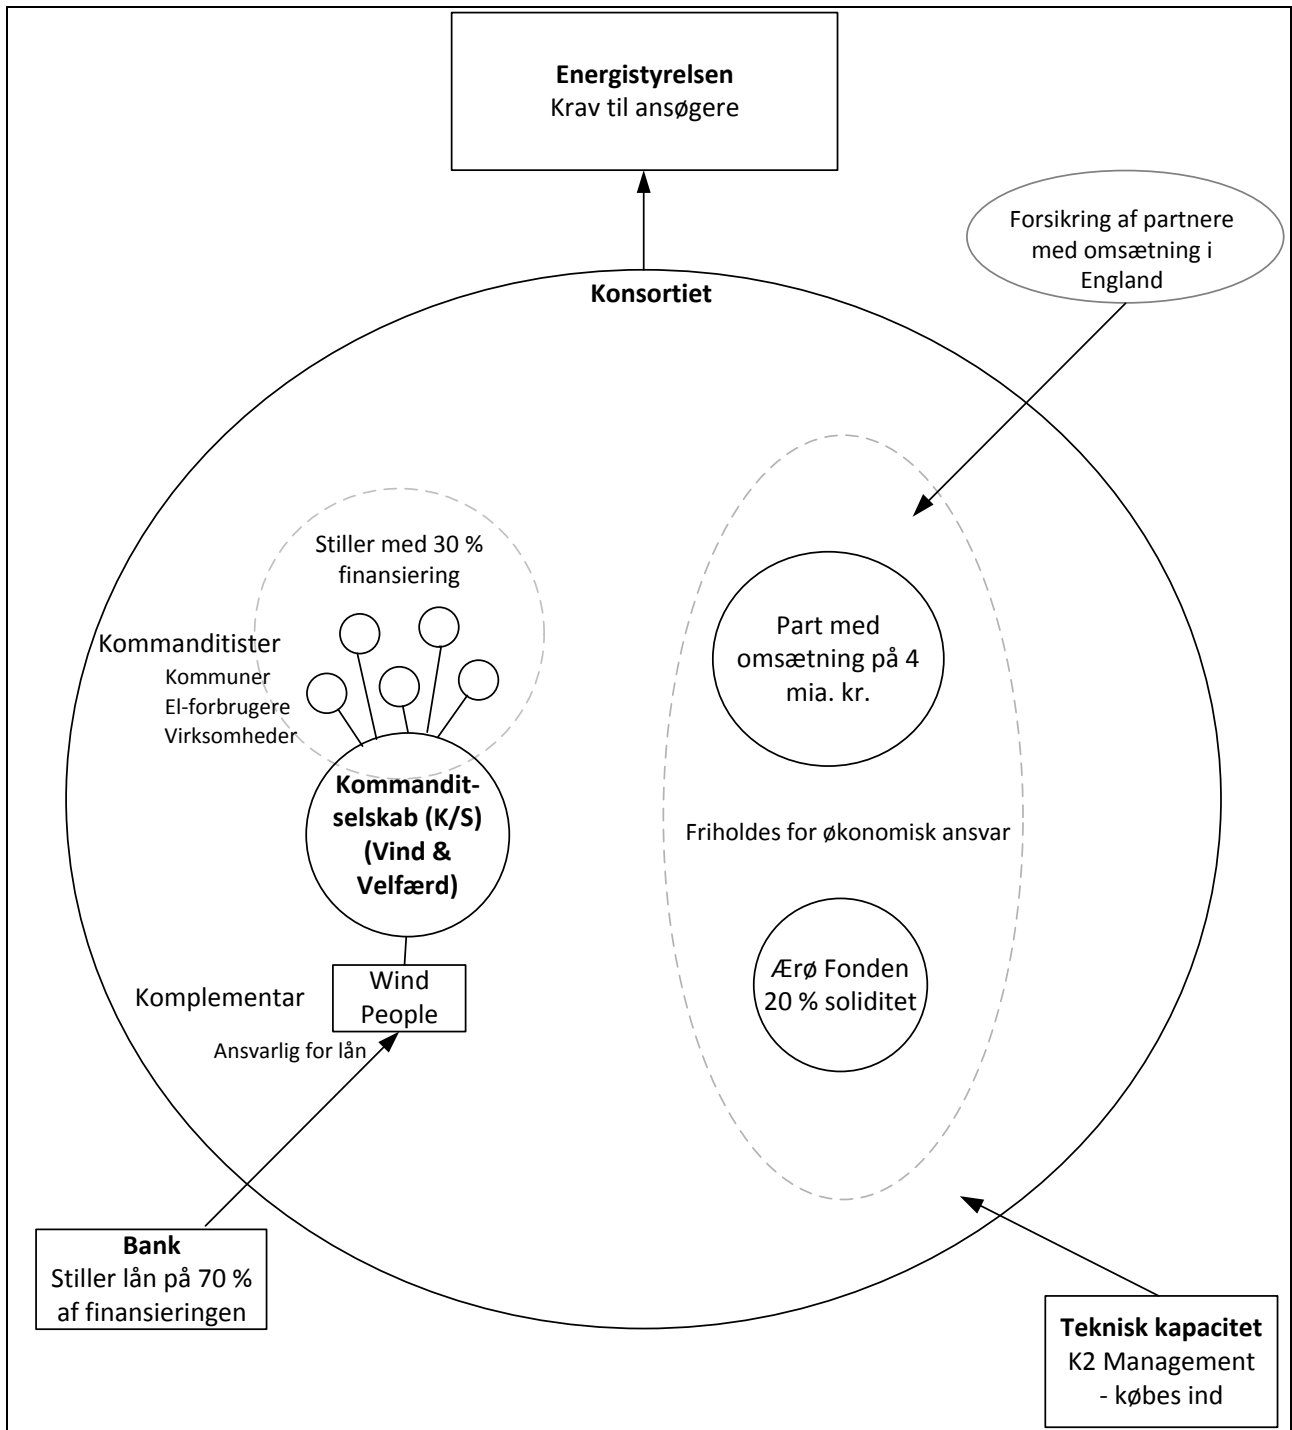 Energistyrelsen
Krav til ansøgere
Forsikring af partnere
med omsætning i
England
Konsortiet
Stiller med 30 %
finansiering
Kommanditister
Kommuner
El-forbrugere
Virksomheder
Kommandit-
selskab (K/S)
(Vind &
Velfærd)
Komplementar
Wind
People
Ansvarlig for lån
Part med
omsætning på 4
mia. kr.
Friholdes for økonomisk ansvar
Ærø Fonden
20 % soliditet
Bank
Stiller lån på 70 %
af finansieringen
Teknisk kapacitet
K2 Management
- købes ind